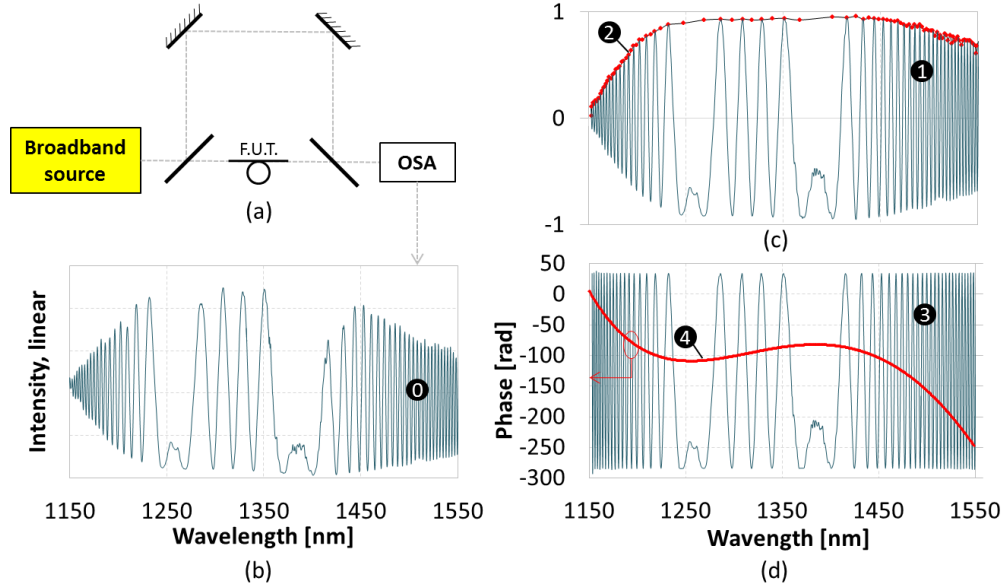 Broadband
source
F.U.T.
OSA
(a)
Intensity, linear
0
1150
1250
1350
1450
1550
Wavelength [nm]
(b)
1
0
-1
2
1
(c)
Phase [rad]
50
0
-50
-100
-150
-200
-250
-300
3
4
1150
1250
1350
1450
1550
Wavength [nm]
(d)